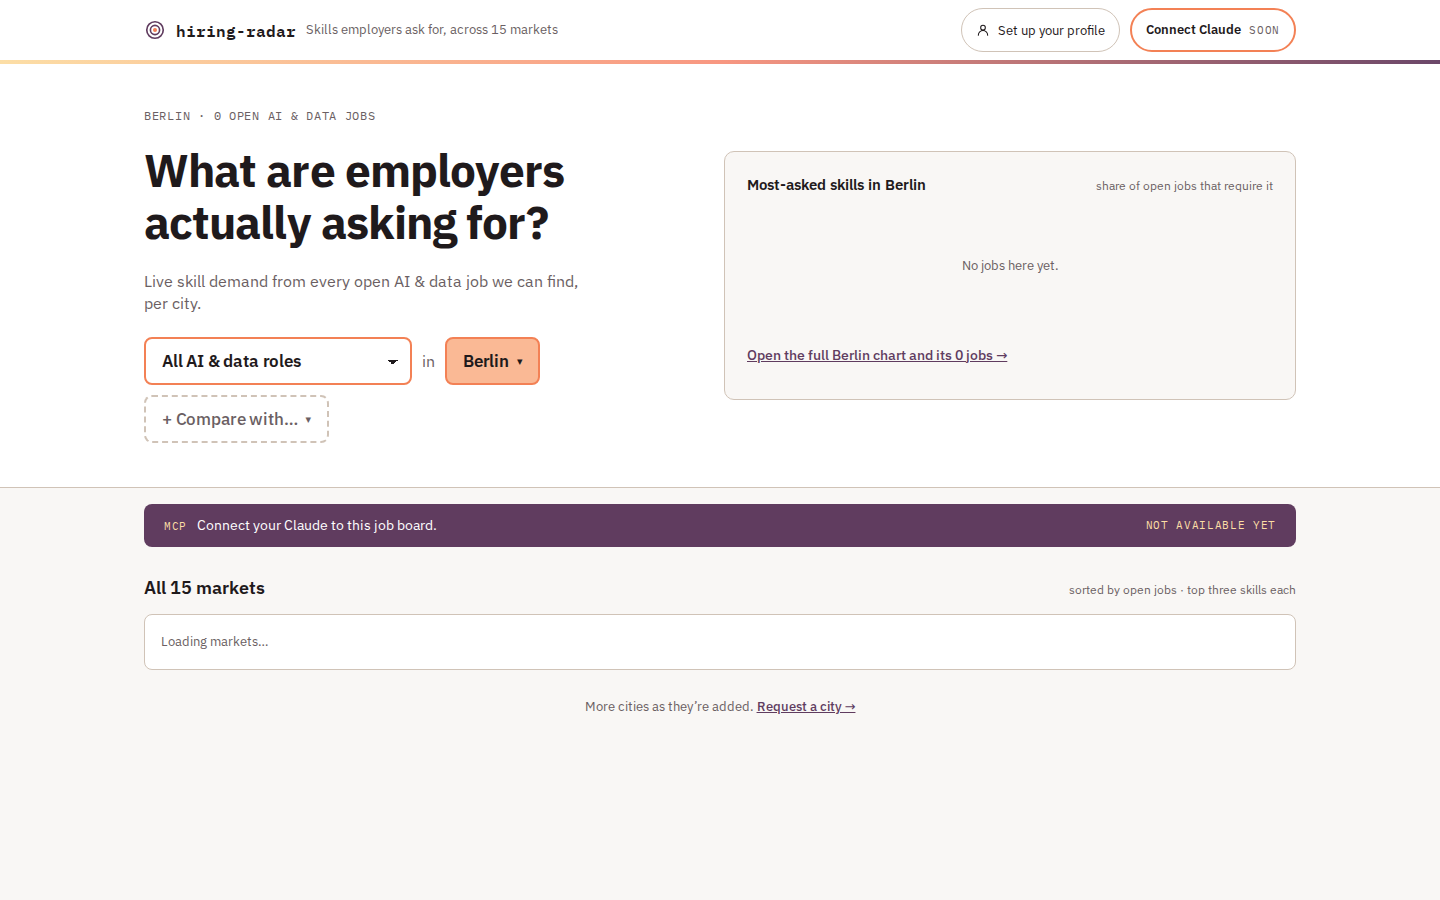 hiring-radar Skills employers ask for, across 15 markets
Set up your profile
Connect Claude SOON
BERLIN · 0 OPEN AI & DATA JOBS
What are employers
actually asking for?
Live skill demand from every open AI & data job we can find,
per city.
All AI & data roles in Berlin ▾
+ Compare with... ▾
Most-asked skills in Berlin share of open jobs that require it
No jobs here yet.
Open the full Berlin chart and its 0 jobs →
MCP Connect your Claude to this job board. NOT AVAILABLE YET
All 15 markets sorted by open jobs · top three skills each
Loading markets…
More cities as they’re added. Request a city →